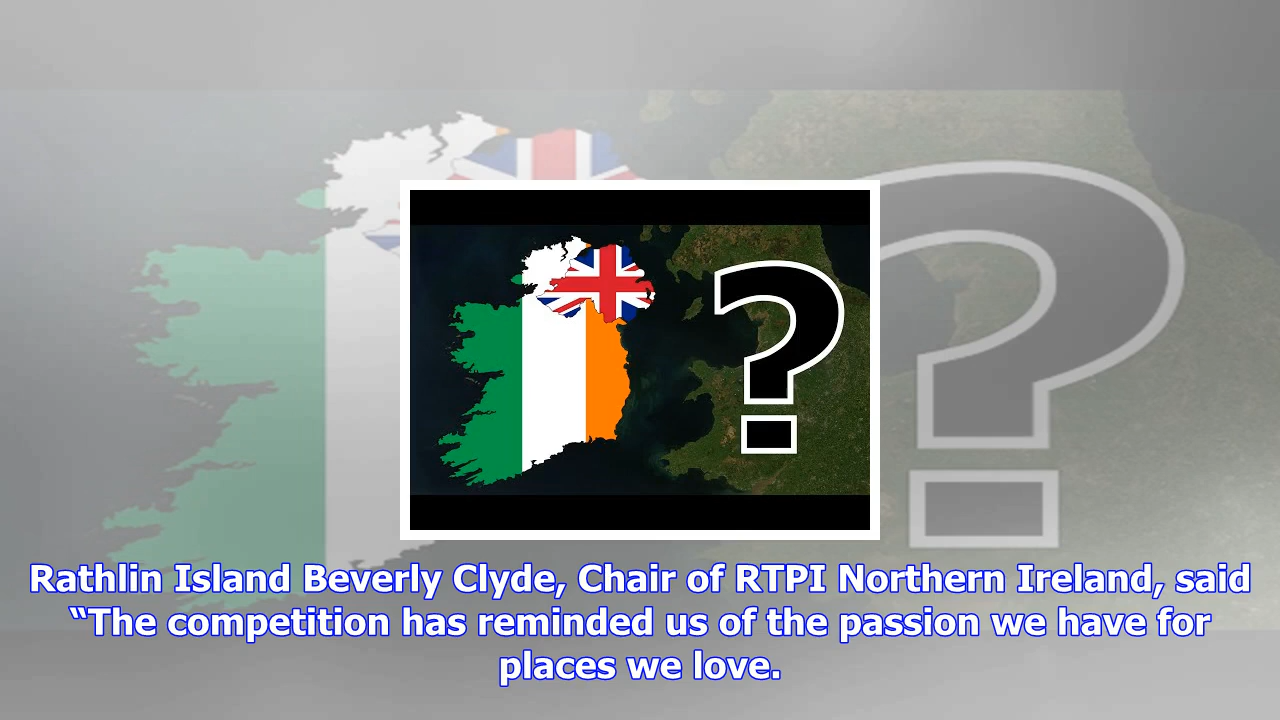 ?
Rathlin Island Beverly Clyde, Chair of RTPI Northern Ireland, said
“The competition has reminded us of the passion we have for
places we love.